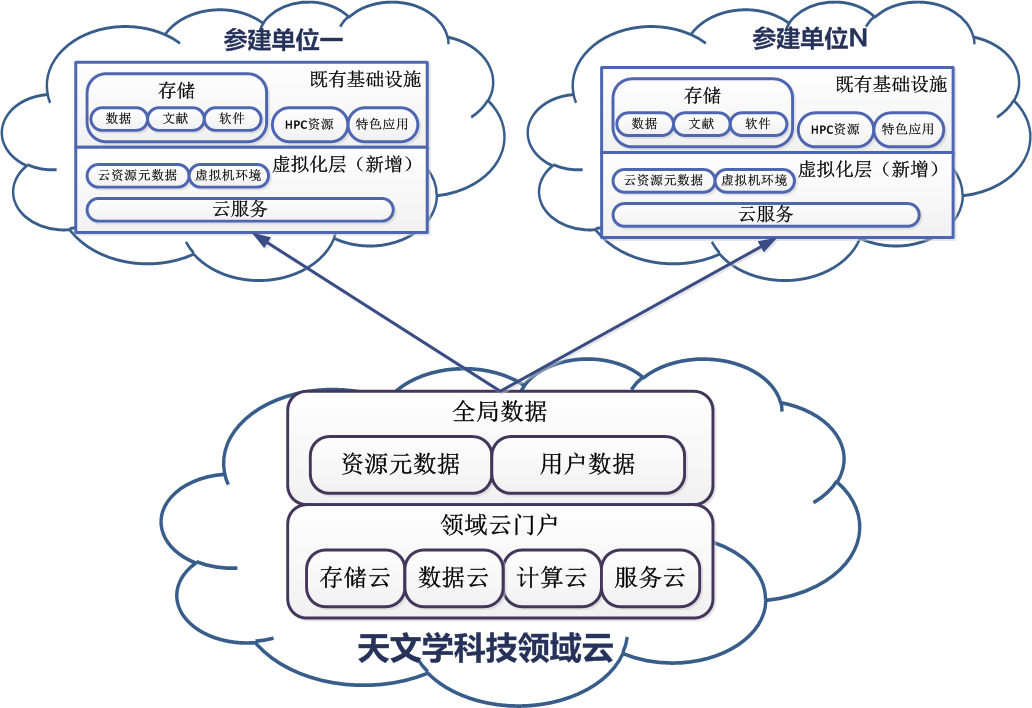 参建单位一
既有基础设施
存储
数据 文献 软件
HPC资源 特色应用
虚拟化层（新增）
云资源元数据 虚拟机环境
云服务
参建单位N
既有基础设施
存储
数据 文献 软件
HPC资源 特色应用
虚拟化层（新增）
云资源元数据 虚拟机环境
云服务
全局数据
资源元数据 用户数据
领域云门户
存储云 数据云 计算云 服务云
天文学科技领域云